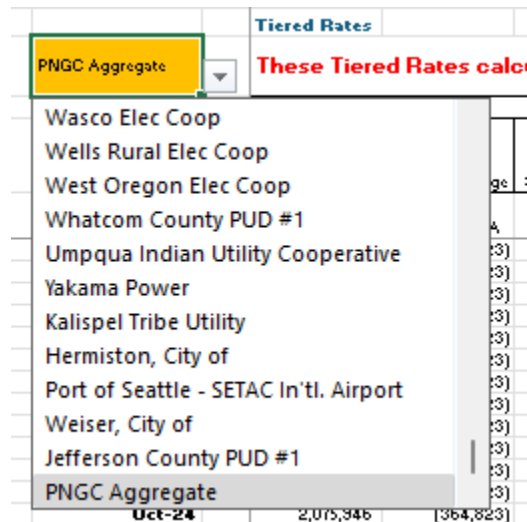 Tiered Rates
PNGC Aggregate
These Tiered Rates
Wasco Elec Coop
Wells Rural Elec Coop
West Oregon Elec Coop
Whatcom County PUD #1
Umpqua Indian Utility Cooperative
Yakama Power
Kalispel Tribe Utility
Hermiston, City of
Port of Seattle - SETAC In'tl. Airport
Weiser, City of
Jefferson County PUD #1
PNGC Aggregate
Oct-24 2,075,946 (364,823)